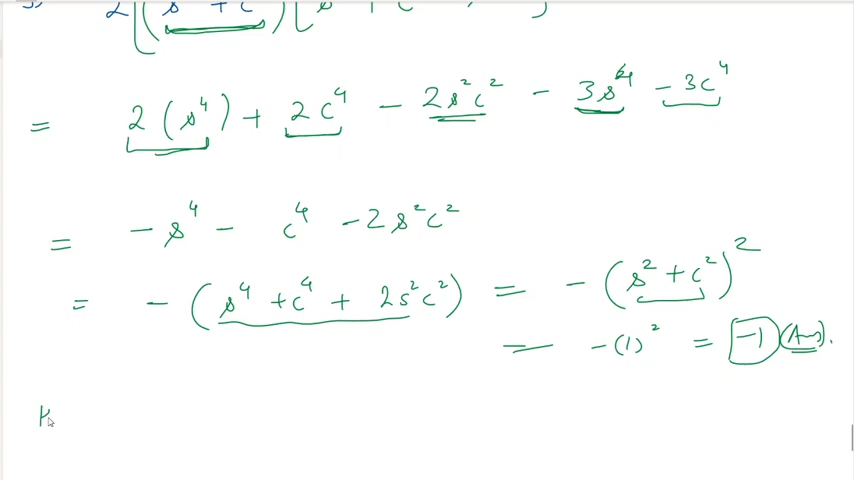 = 2 (s⁴) + 2c⁴ - 2s²c² - 3s⁴ - 3c⁴
= - s⁴ - c⁴ - 2s²c²
= - (s⁴ + c⁴ + 2s²c²) = - (s² + c²)²
= - (1)² = -1 (Ans).